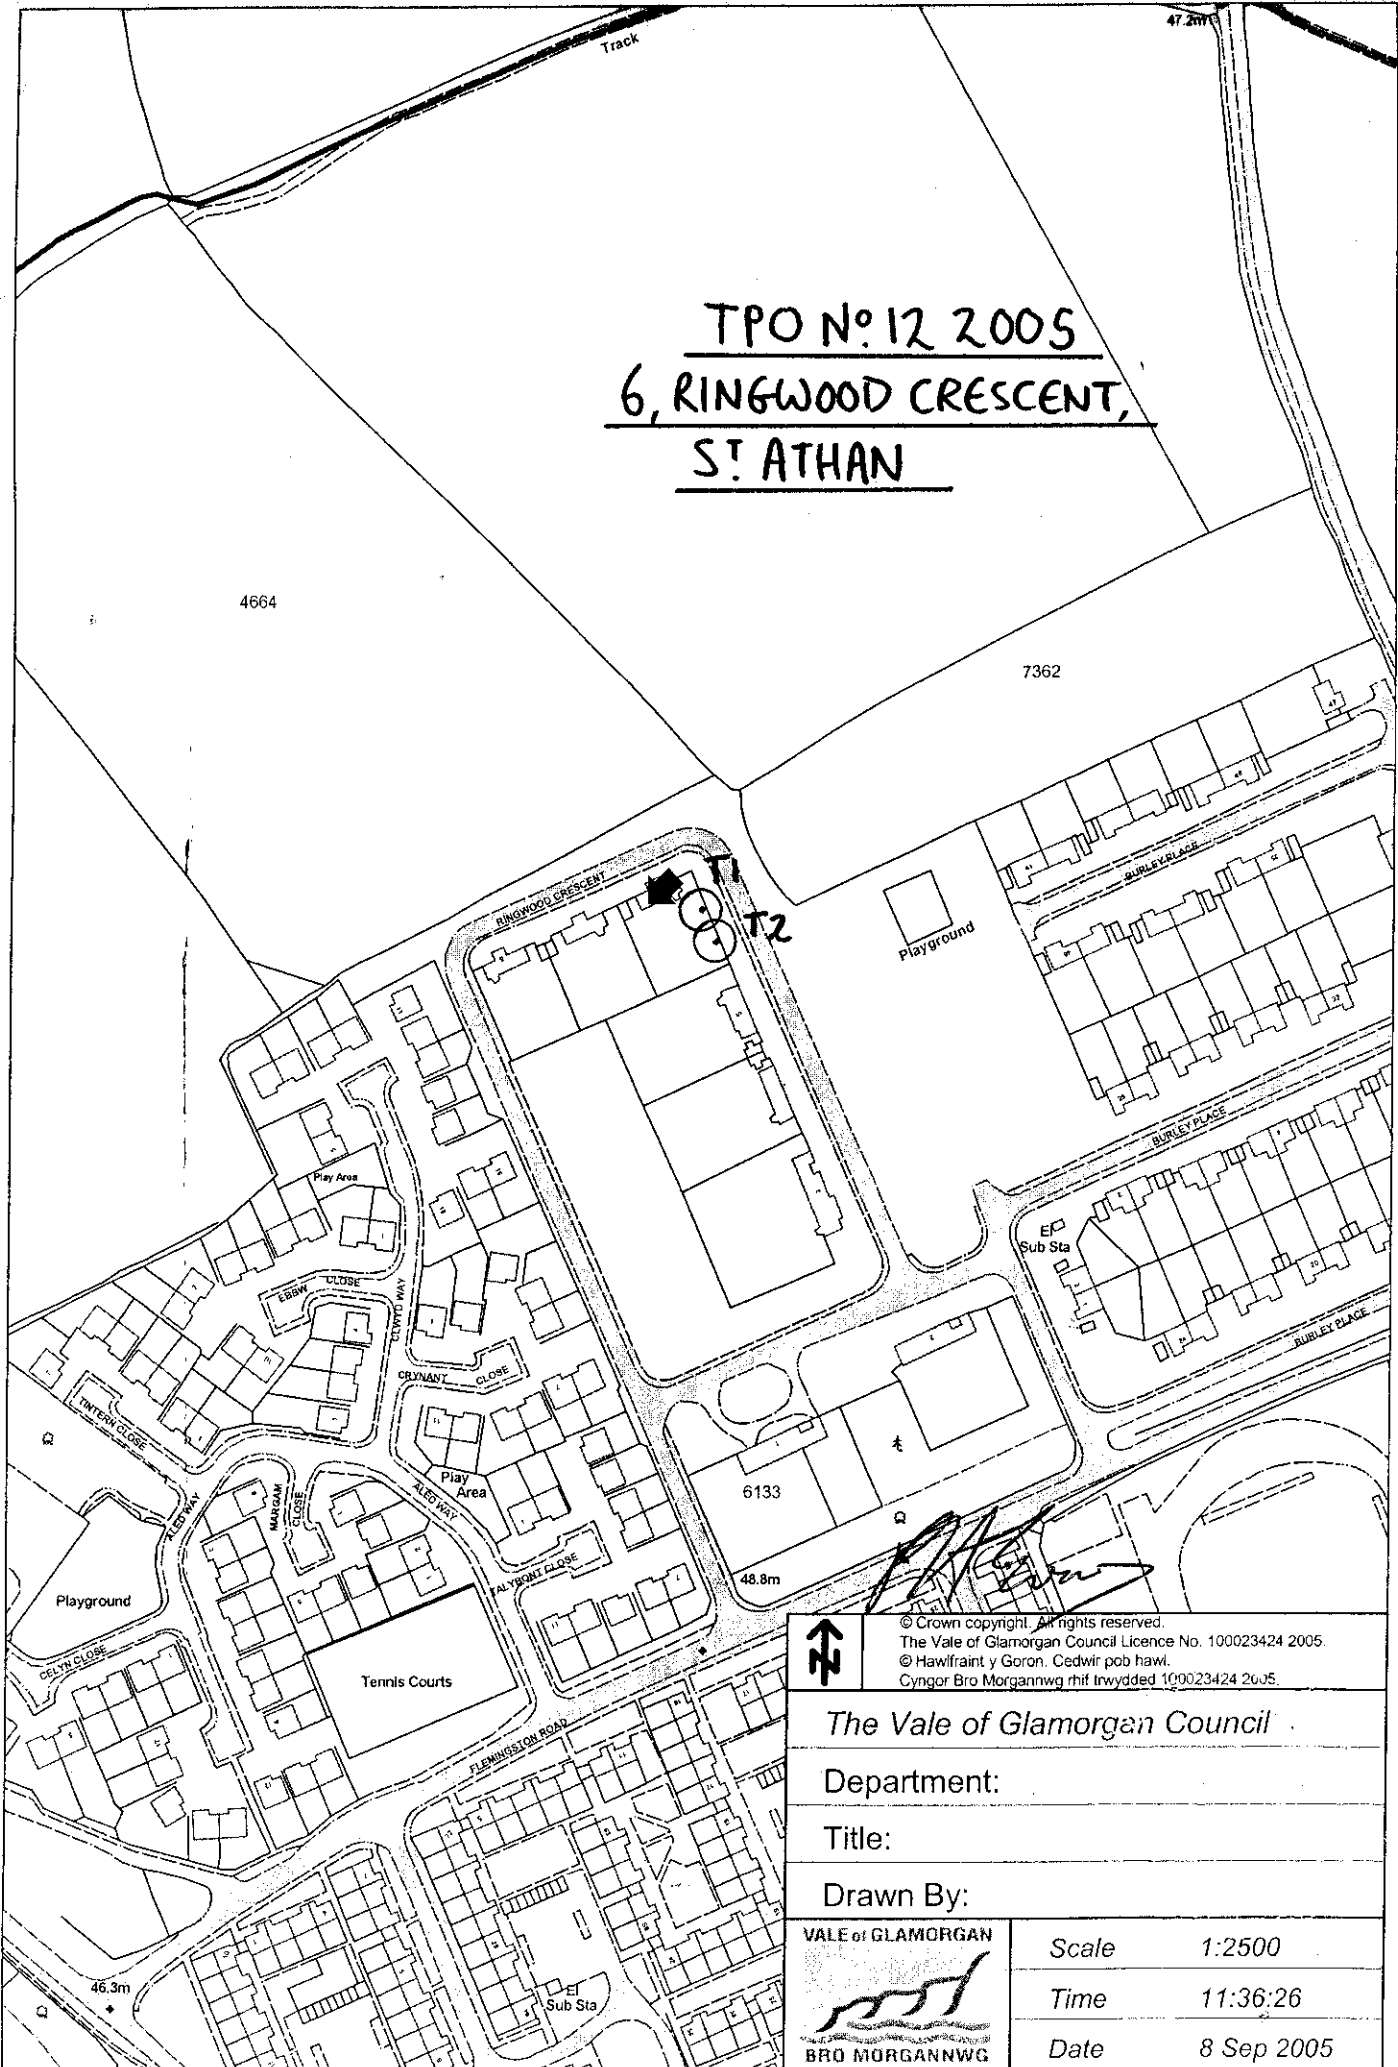 Track
47.2m
TPO Nº 12 2005
6, RINGWOOD CRESCENT,
ST ATHAN
4664
7362
RINGWOOD CRESCENT
T1
T2
BURLEY PLACE
Playground
BURLEY PLACE
Play Area
El
Sub Sta
EBBW CLOSE
CLWYD WAY
BURLEY PLACE
CRYNANT CLOSE
TINTERN CLOSE
Play
Area
ALED WAY
MARGAM
CLOSE
ALED WAY
6133
TALYBONT CLOSE
48.8m
Playground
CELYN CLOSE
Tennis Courts
FLEMINGSTON ROAD
46.3m
El
Sub Sta
N
© Crown copyright. All rights reserved.
The Vale of Glamorgan Council Licence No. 100023424 2005.
© Hawlfraint y Goron. Cedwir pob hawl.
Cyngor Bro Morgannwg rhif trwydded 100023424 2005.
The Vale of Glamorgan Council
Department:
Title:
Drawn By:
VALE of GLAMORGAN
BRO MORGANNWG
Scale 1:2500
Time 11:36:26
Date 8 Sep 2005